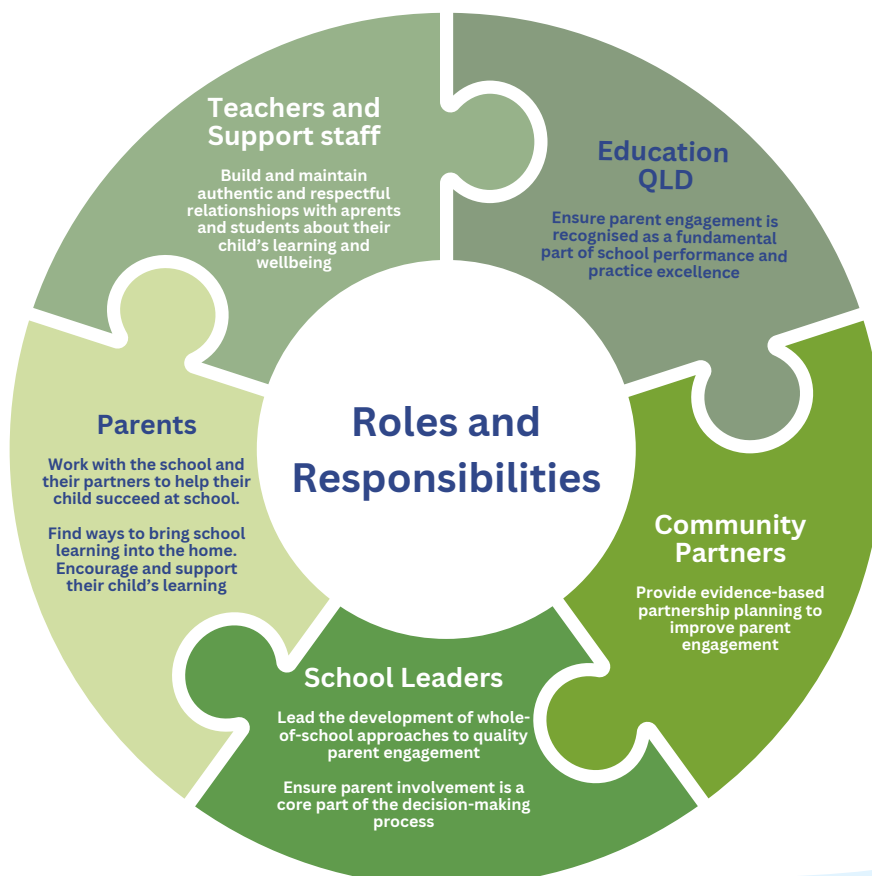 Teachers and
Support staff
Build and maintain
authentic and respectful
relationshiops with aprents
and students about their
child's learning and
wellbeing
Education
QLD
Ensure parent engagement is
recognised as a fundamental
part of school performance and
practice excellence
Roles and
Responsibilities
Parents
Work with the school and
their partners to help their
child succeed at school.
Find ways to bring school
learning into the home.
Encourage and support
their child's learning
Community
Partners
Provide evidence-based
partnership planning to
improve parent
engagement
School Leaders
Lead the development of whole-
of-school approaches to quality
parent engagement
Ensure parent involvement is a
core part of the decision-making
process